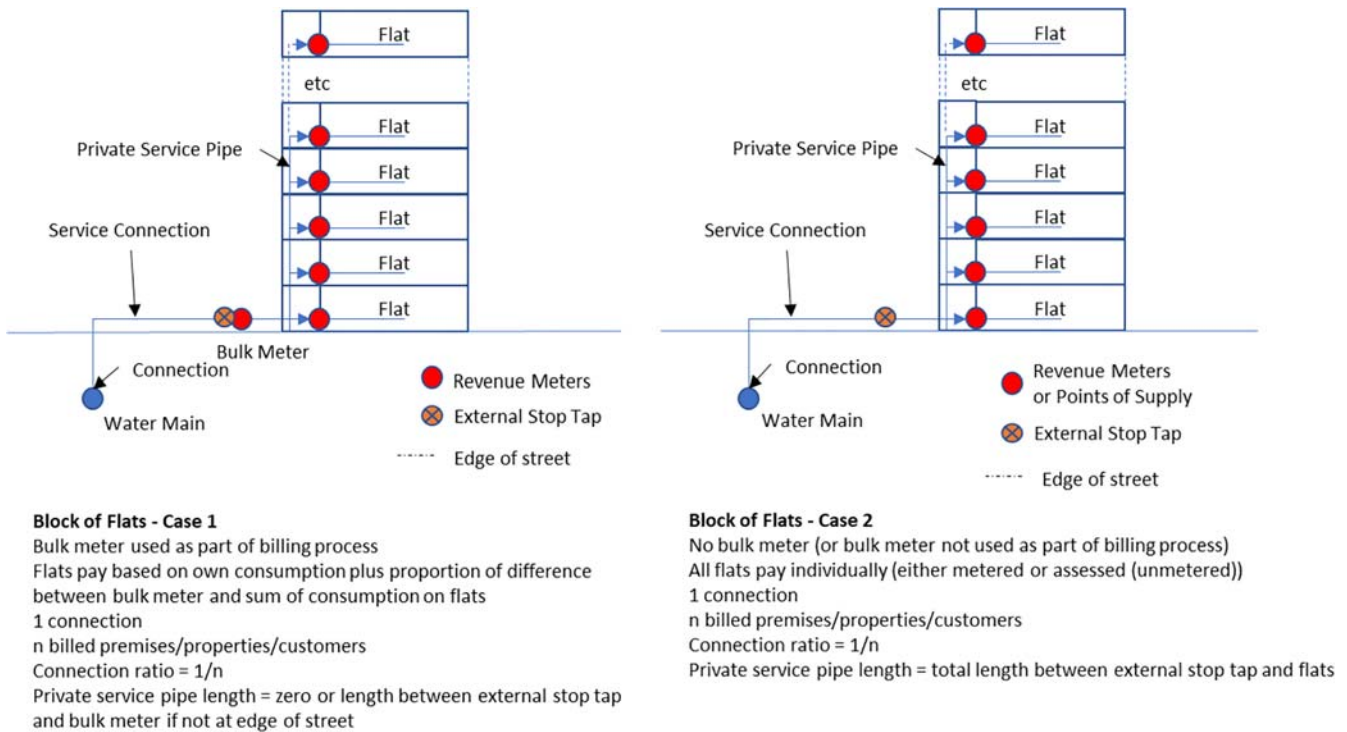 Flat
etc
Flat
Private Service Pipe
Flat
Flat
Service Connection
Flat
Flat
Bulk Meter
Connection
Water Main
Revenue Meters
External Stop Tap
Edge of street
Block of Flats - Case 1
Bulk meter used as part of billing process
Flats pay based on own consumption plus proportion of difference
between bulk meter and sum of consumption on flats
1 connection
n billed premises/properties/customers
Connection ratio = 1/n
Private service pipe length = zero or length between external stop tap
and bulk meter if not at edge of street
Flat
etc
Flat
Private Service Pipe
Flat
Flat
Service Connection
Flat
Flat
Connection
Water Main
Revenue Meters
or Points of Supply
External Stop Tap
Edge of street
Block of Flats - Case 2
No bulk meter (or bulk meter not used as part of billing process)
All flats pay individually (either metered or assessed (unmetered))
1 connection
n billed premises/properties/customers
Connection ratio = 1/n
Private service pipe length = total length between external stop tap and flats